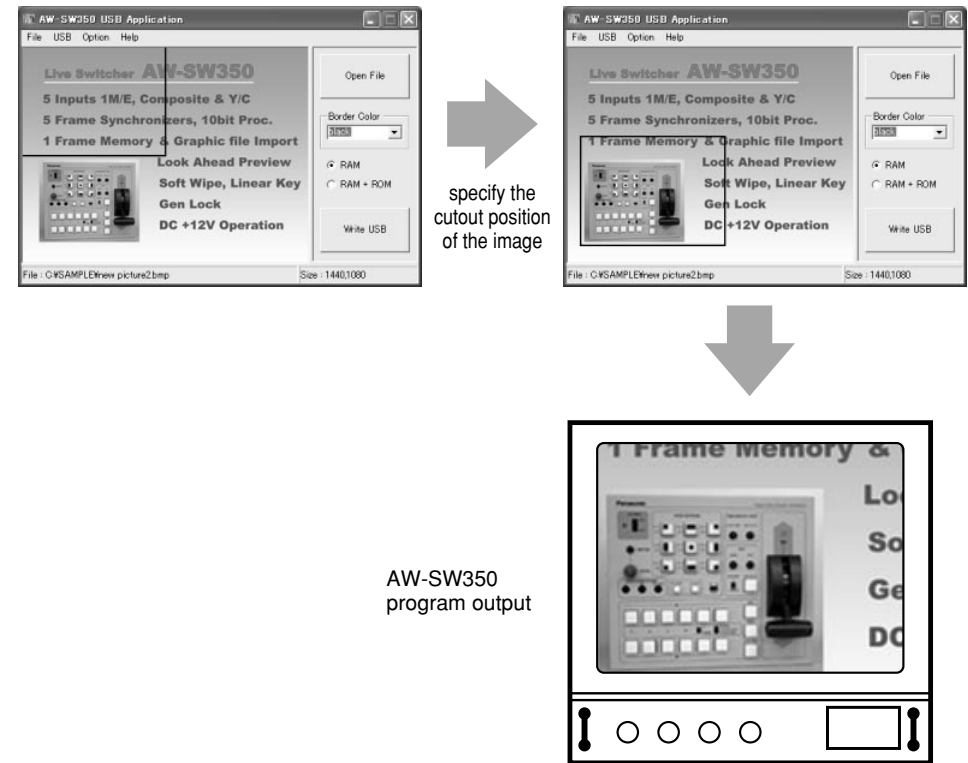 AW-SW350 USB Application
File USB Option Help
Live Switcher AW-SW350
5 Inputs 1M/E, Composite & Y/C
5 Frame Synchronizers, 10bit Proc.
1 Frame Memory & Graphic file Import
Look Ahead Preview
Soft Wipe, Linear Key
Gen Lock
DC +12V Operation
Open File
Border Color
black
RAM
RAM + ROM
Write USB
File : C:¥SAMPLE¥new picture2.bmp
Size : 1440,1080
specify the
cutout position
of the image
AW-SW350 USB Application
File USB Option Help
Live Switcher AW-SW350
5 Inputs 1M/E, Composite & Y/C
5 Frame Synchronizers, 10bit Proc.
1 Frame Memory & Graphic file Import
Look Ahead Preview
Soft Wipe, Linear Key
Gen Lock
DC +12V Operation
Open File
Border Color
black
RAM
RAM + ROM
Write USB
File : C:¥SAMPLE¥new picture2.bmp
Size : 1440,1080
AW-SW350
program output
1 Frame Memory &
Loo
So
Ge
DC
Panasonic